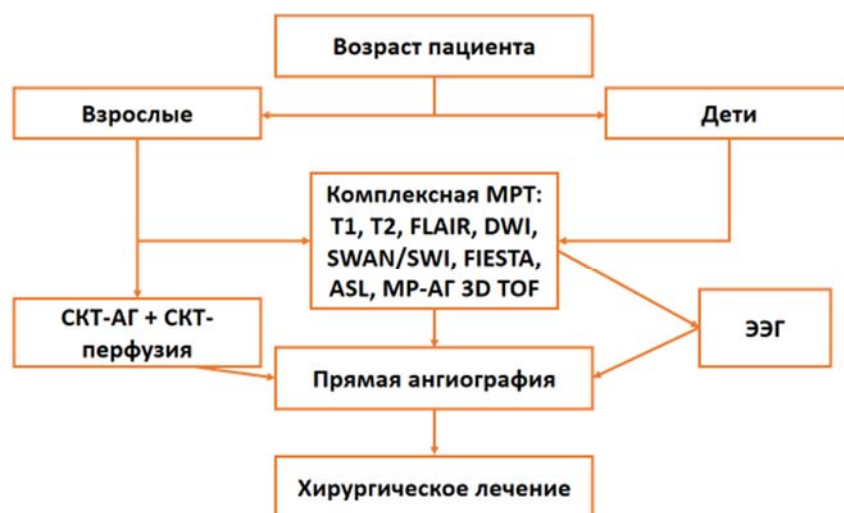 Возраст пациента
Взрослые
Дети
Комплексная МРТ:
Т1, Т2, FLAIR, DWI,
SWAN/SWI, FIESTA,
ASL, МР-АГ 3D TOF
СКТ-АГ + СКТ-
перфузия
ЭЭГ
Прямая ангиография
Хирургическое лечение